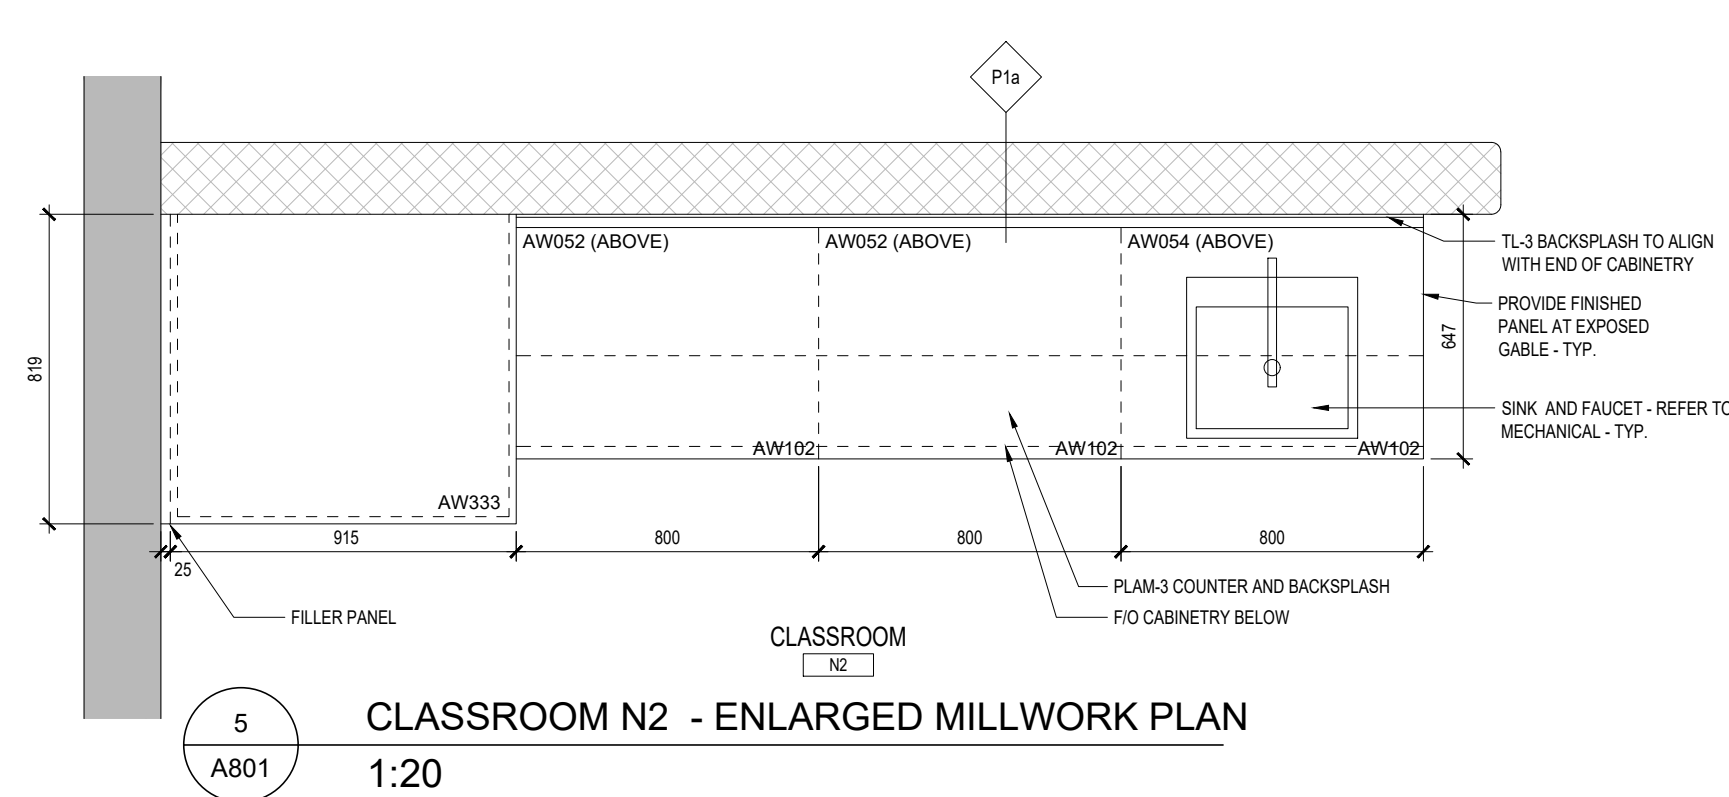 P1a
AW052 (ABOVE)
AW052 (ABOVE)
AW054 (ABOVE)
TL-3 BACKSPLASH TO ALIGN
WITH END OF CABINETRY
PROVIDE FINISHED
PANEL AT EXPOSED
GABLE - TYP.
647
819
SINK AND FAUCET - REFER TO
MECHANICAL - TYP.
AW102
AW102
AW102
AW333
915
800
800
800
25
PLAM-3 COUNTER AND BACKSPLASH
FILLER PANEL
F/O CABINETRY BELOW
CLASSROOM
N2
5
A801
CLASSROOM N2 - ENLARGED MILLWORK PLAN
1:20